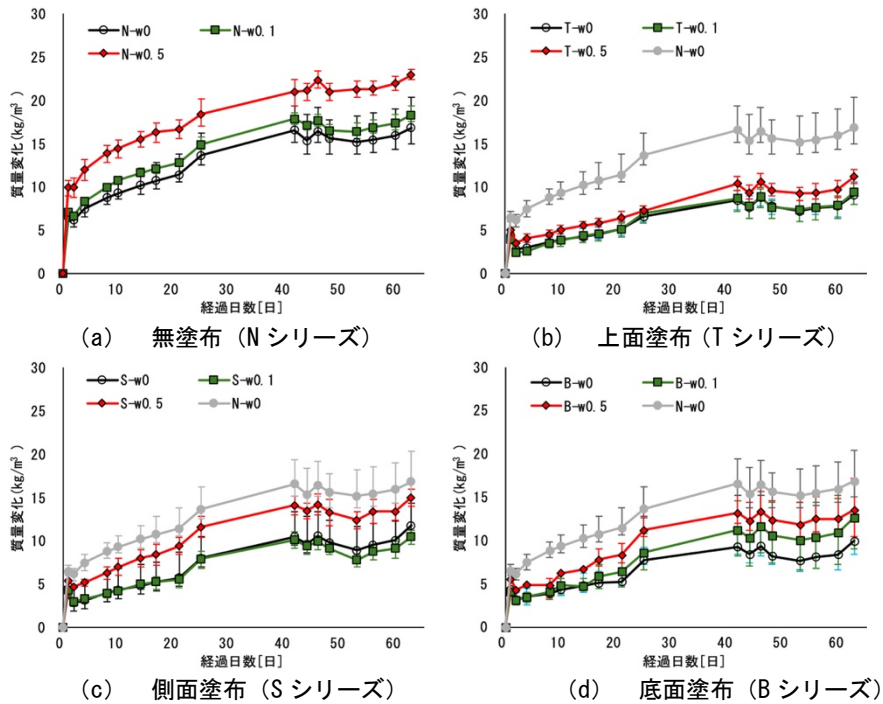 30
25
20
15
10
5
0
質量変化(kg/m³)
N-w0
N-w0.1
N-w0.5
0 10 20 30 40 50 60
経過日数[日]
(a) 無塗布（N シリーズ）
30
25
20
15
10
5
0
質量変化(kg/m³)
T-w0
T-w0.1
T-w0.5
N-w0
0 10 20 30 40 50 60
経過日数[日]
(b) 上面塗布（T シリーズ）
30
25
20
15
10
5
0
質量変化(kg/m³)
S-w0
S-w0.1
S-w0.5
N-w0
0 10 20 30 40 50 60
経過日数[日]
(c) 側面塗布（S シリーズ）
30
25
20
15
10
5
0
質量変化(kg/m³)
B-w0
B-w0.1
B-w0.5
N-w0
0 10 20 30 40 50 60
経過日数[日]
(d) 底面塗布（B シリーズ）